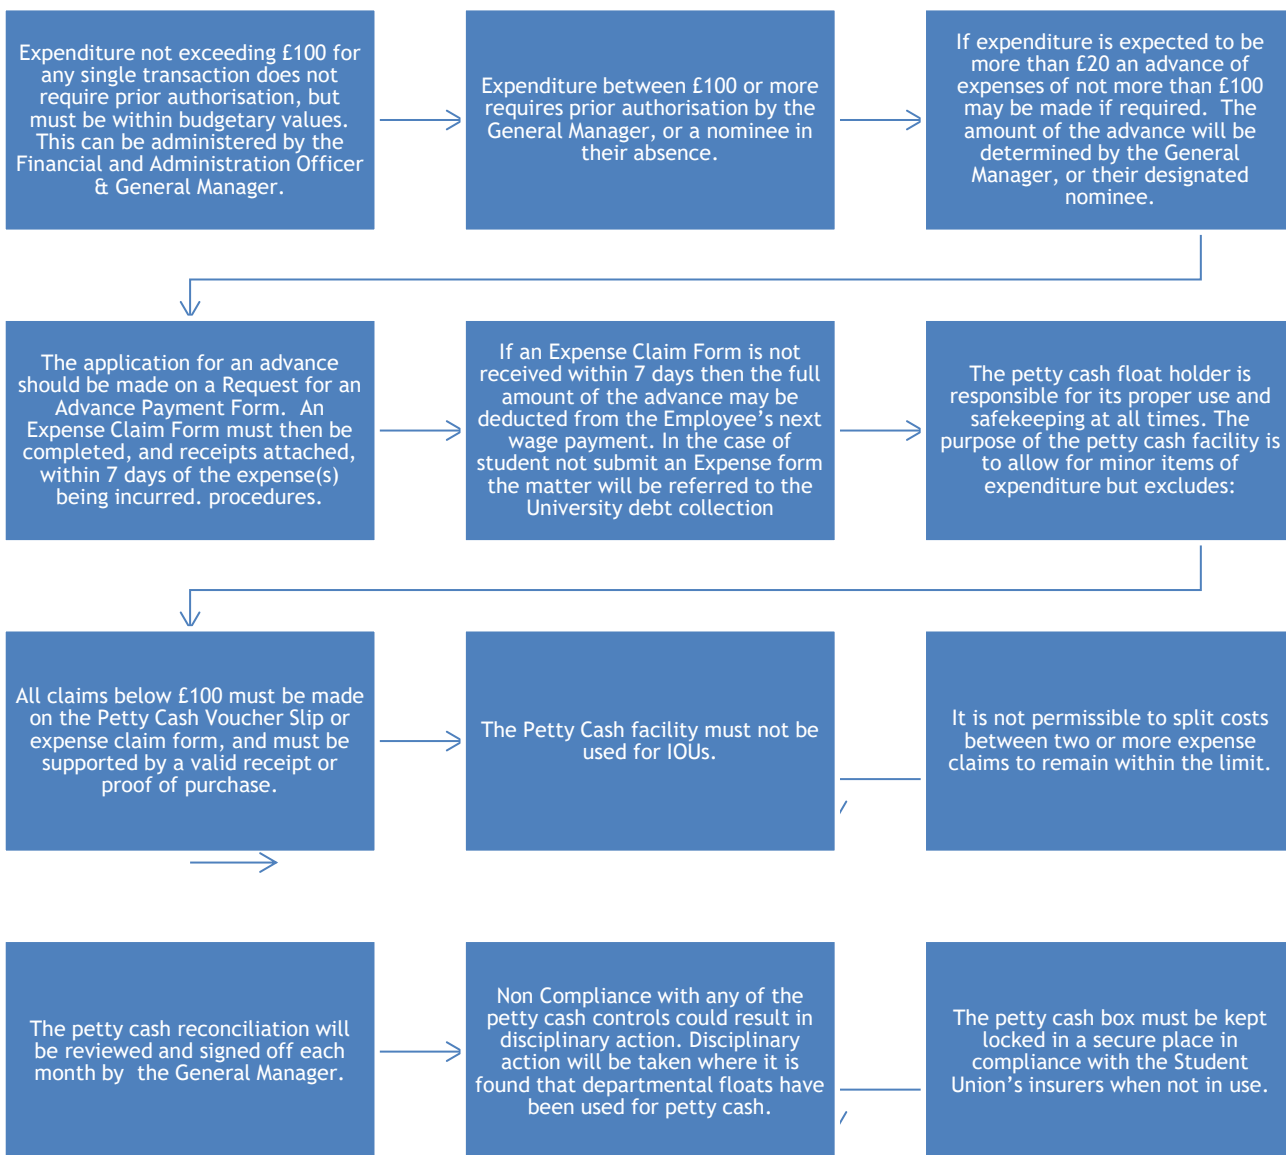 Expenditure not exceeding £100 for
any single transaction does not
require prior authorisation, but
must be within budgetary values.
This can be administered by the
Financial and Administration Officer
& General Manager.
Expenditure between £100 or more
requires prior authorisation by the
General Manager, or a nominee in
their absence.
If expenditure is expected to be
more than £20 an advance of
expenses of not more than £100
may be made if required. The
amount of the advance will be
determined by the General
Manager, or their designated
nominee.
The application for an advance
should be made on a Request for an
Advance Payment Form. An
Expense Claim Form must then be
completed, and receipts attached,
within 7 days of the expense(s)
being incurred. procedures.
If an Expense Claim Form is not
received within 7 days then the full
amount of the advance may be
deducted from the Employee’s next
wage payment. In the case of
student not submit an Expense form
the matter will be referred to the
University debt collection
The petty cash float holder is
responsible for its proper use and
safekeeping at all times. The
purpose of the petty cash facility is
to allow for minor items of
expenditure but excludes:
All claims below £100 must be made
on the Petty Cash Voucher Slip or
expense claim form, and must be
supported by a valid receipt or
proof of purchase.
The Petty Cash facility must not be
used for IOUs.
It is not permissible to split costs
between two or more expense
claims to remain within the limit.
The petty cash reconciliation will
be reviewed and signed off each
month by the General Manager.
Non Compliance with any of the
petty cash controls could result in
disciplinary action. Disciplinary
action will be taken where it is
found that departmental floats have
been used for petty cash.
The petty cash box must be kept
locked in a secure place in
compliance with the Student
Union’s insurers when not in use.